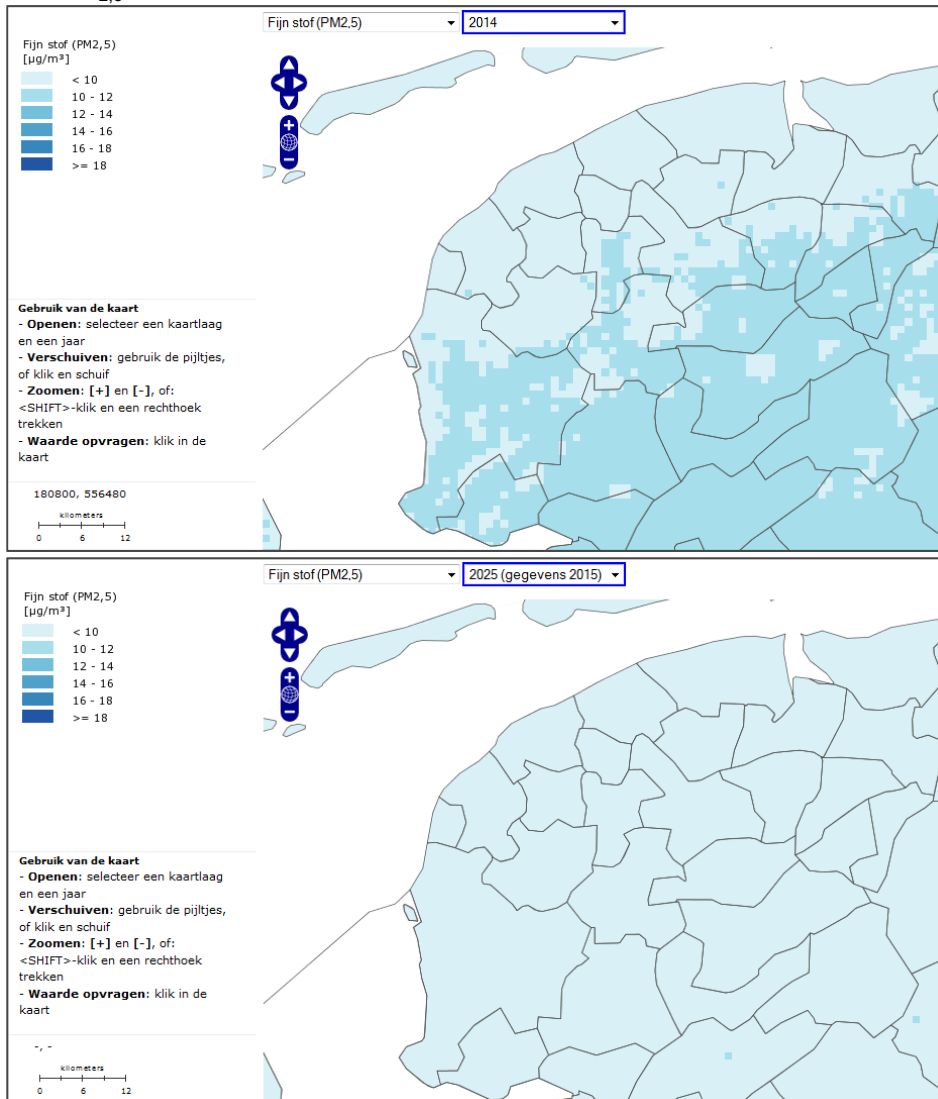 2,5
Fijn stof (PM2,5) 2014
Fijn stof (PM2,5)
[µg/m³]
< 10
10 - 12
12 - 14
14 - 16
16 - 18
>= 18
Gebruik van de kaart
- Openen: selecteer een kaartlaag
en een jaar
- Verschuiven: gebruik de pijltjes,
of klik en schuif
- Zoomen: [+] en [-], of:
<SHIFT>-klik en een rechthoek
trekken
- Waarde opvragen: klik in de
kaart
180800, 556480
kilometers
0 6 12
Fijn stof (PM2,5) 2025 (gegevens 2015)
Fijn stof (PM2,5)
[µg/m³]
< 10
10 - 12
12 - 14
14 - 16
16 - 18
>= 18
Gebruik van de kaart
- Openen: selecteer een kaartlaag
en een jaar
- Verschuiven: gebruik de pijltjes,
of klik en schuif
- Zoomen: [+] en [-], of:
<SHIFT>-klik en een rechthoek
trekken
- Waarde opvragen: klik in de
kaart
-, -
kilometers
0 6 12